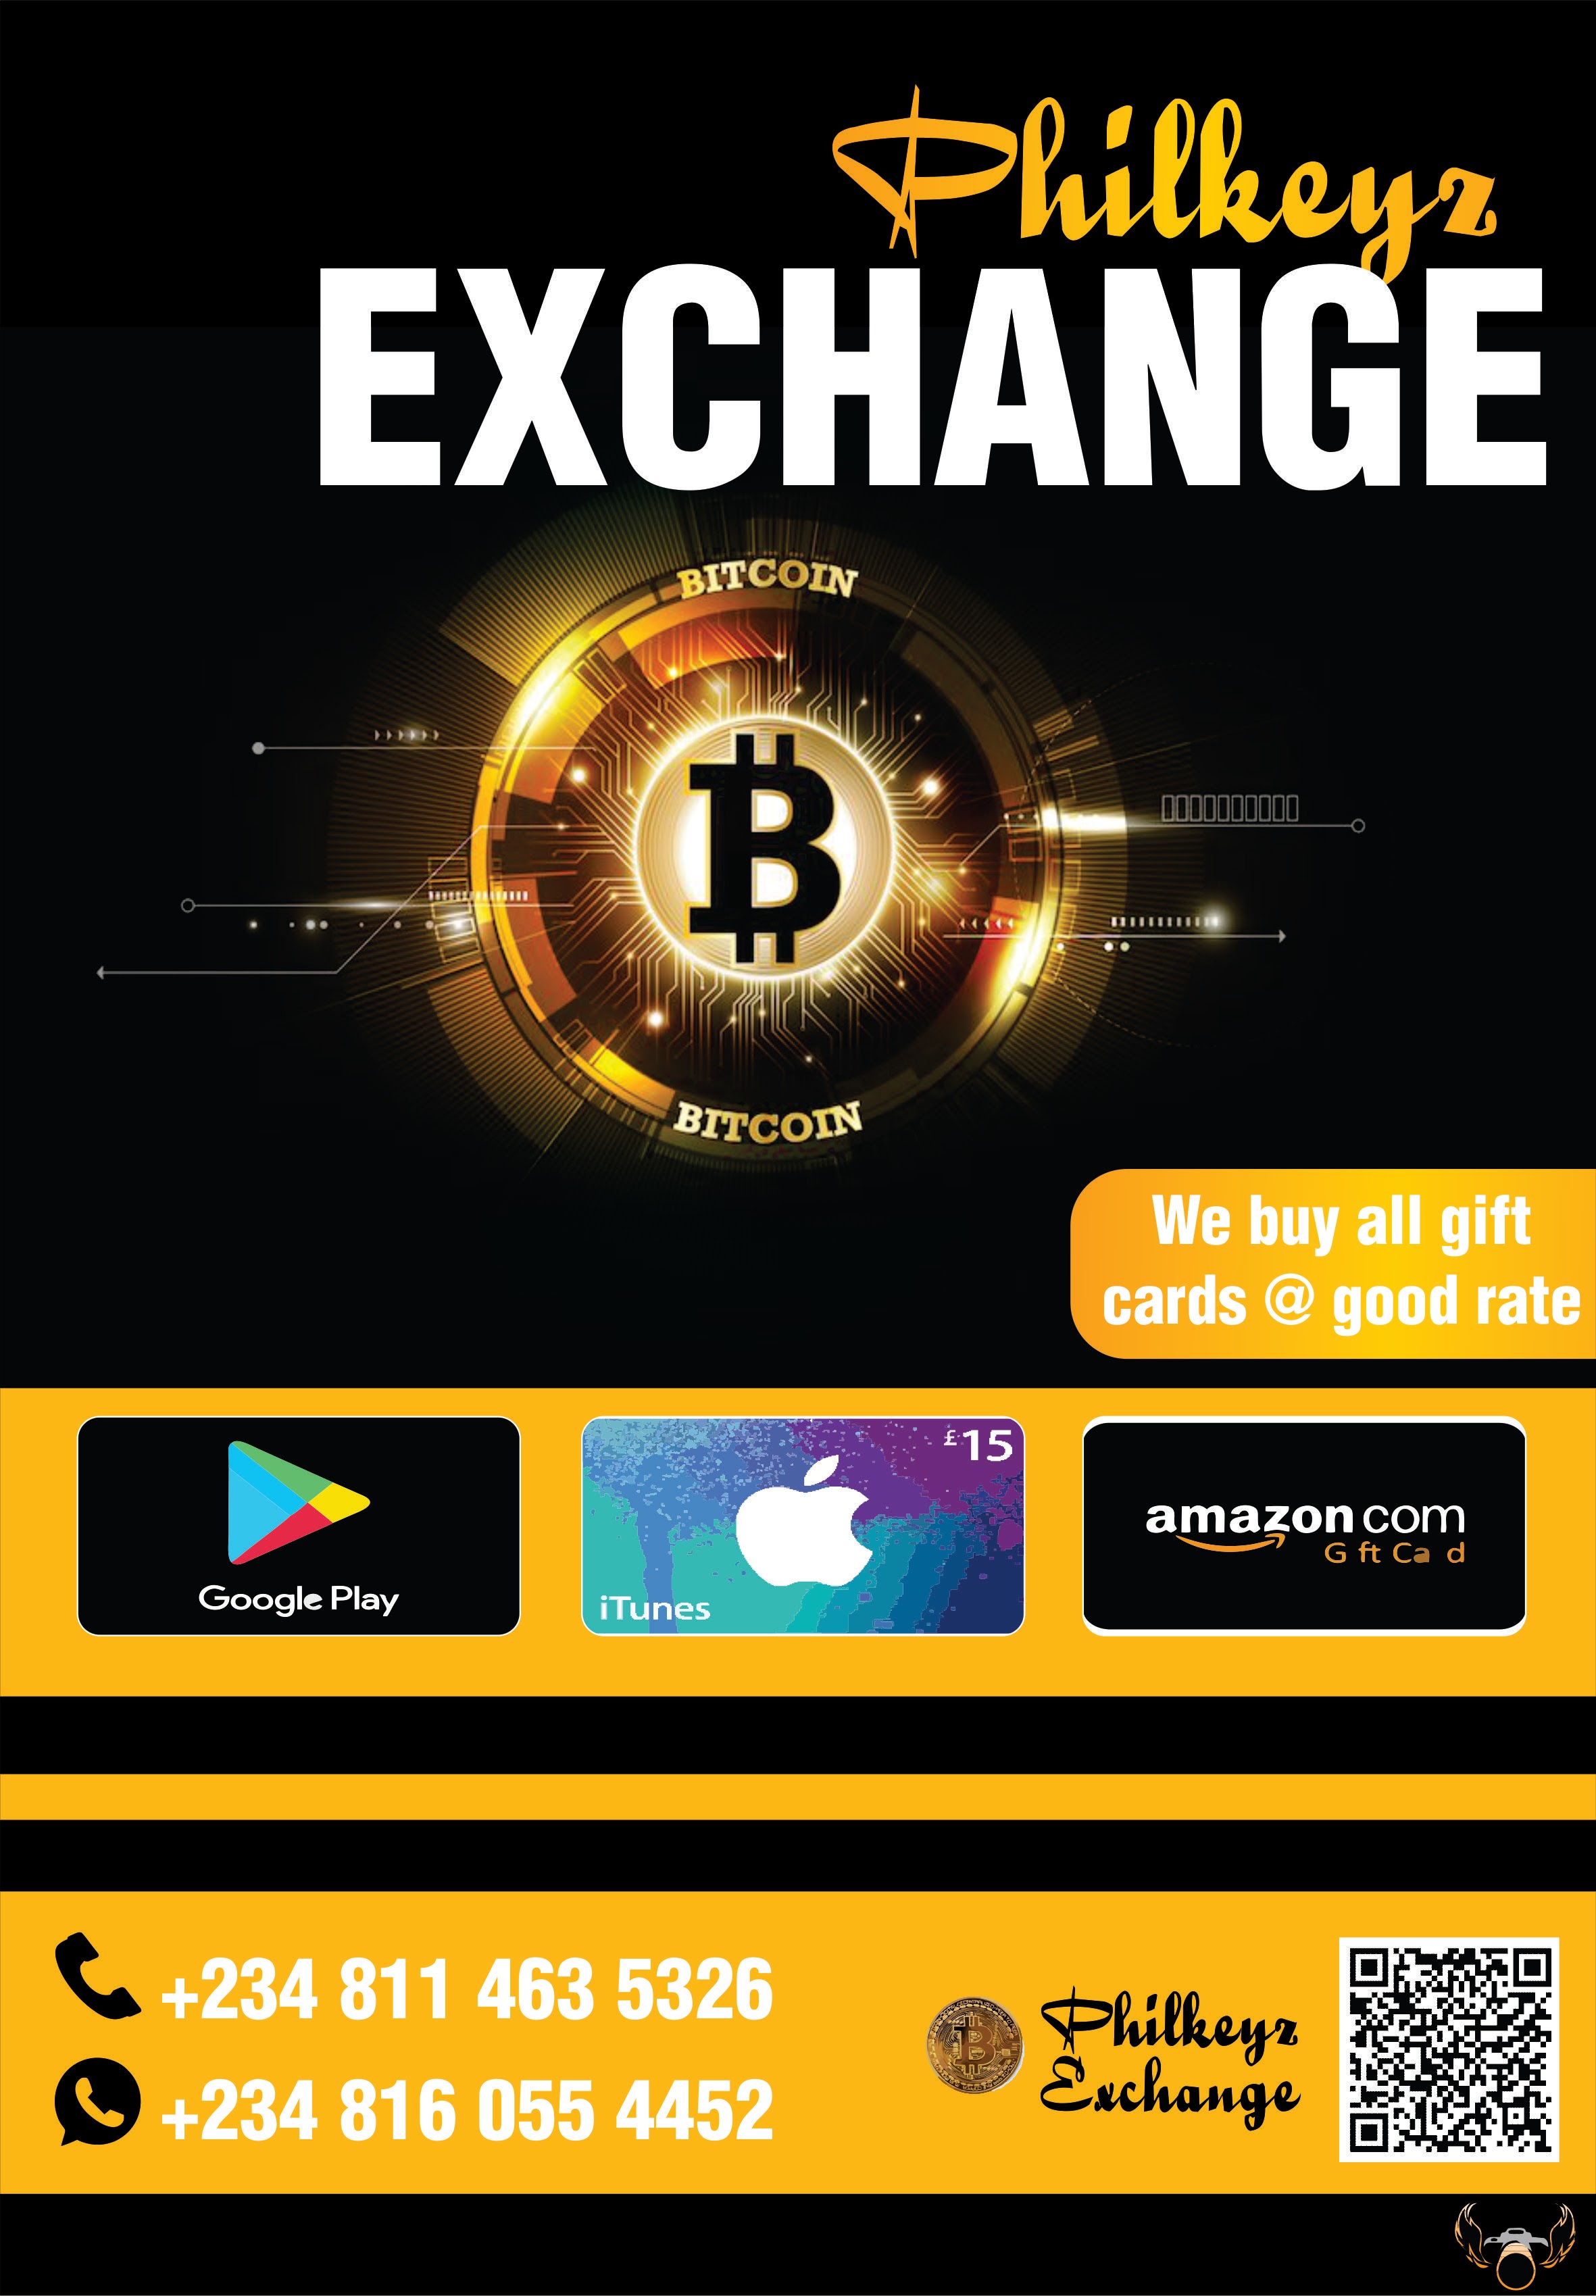 Philkeyz
EXCHANGE
BITCOIN
B
BITCOIN
We buy all gift
cards @ good rate
Google Play
£15
iTunes
amazon com
G ft Ca d
+234 811 463 5326
+234 816 055 4452
Philkeyz
Exchange